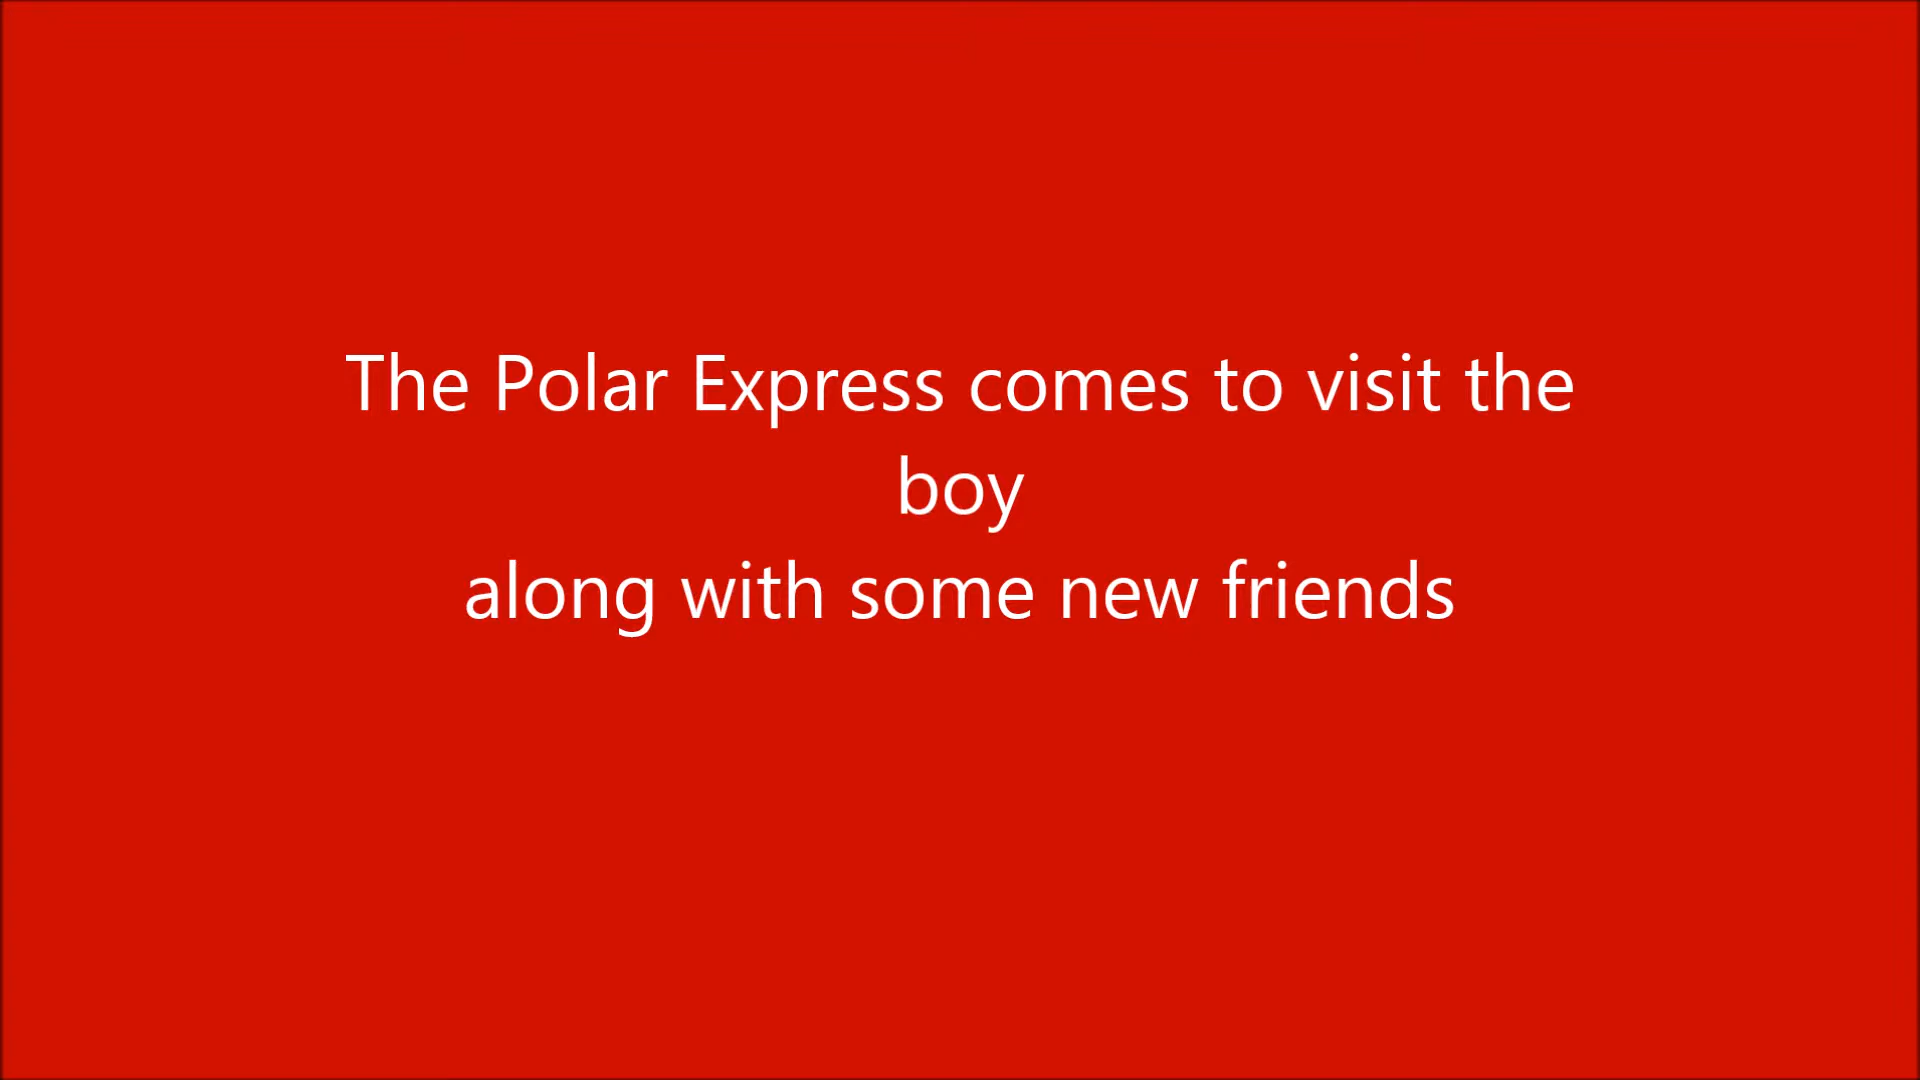 The Polar Express comes to visit the
boy
along with some new friends